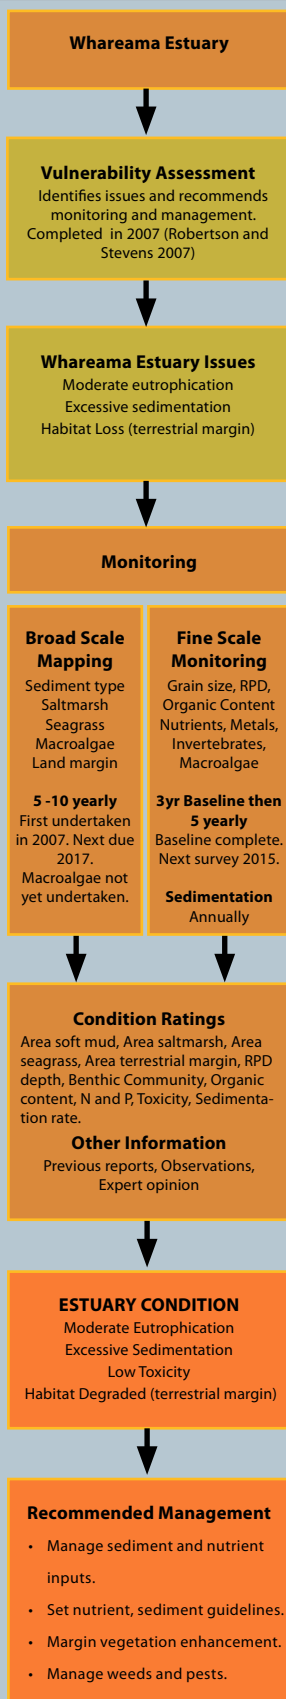 Whareama Estuary
Vulnerability Assessment
Identifies issues and recommends
monitoring and management.
Completed in 2007 (Robertson and
Stevens 2007)
Whareama Estuary Issues
Moderate eutrophication
Excessive sedimentation
Habitat Loss (terrestrial margin)
Monitoring
Broad Scale
Mapping
Sediment type
Saltmarsh
Seagrass
Macroalgae
Land margin
5 -10 yearly
First undertaken
in 2007. Next due
2017.
Macroalgae not
yet undertaken.
Fine Scale
Monitoring
Grain size, RPD,
Organic Content
Nutrients, Metals,
Invertebrates,
Macroalgae
3yr Baseline then
5 yearly
Baseline complete.
Next survey 2015.
Sedimentation
Annually
Condition Ratings
Area soft mud, Area saltmarsh, Area
seagrass, Area terrestrial margin, RPD
depth, Benthic Community, Organic
content, N and P, Toxicity, Sedimenta-
tion rate.
Other Information
Previous reports, Observations,
Expert opinion
ESTUARY CONDITION
Moderate Eutrophication
Excessive Sedimentation
Low Toxicity
Habitat Degraded (terrestrial margin)
Recommended Management
• Manage sediment and nutrient
inputs.
• Set nutrient, sediment guidelines.
• Margin vegetation enhancement.
• Manage weeds and pests.